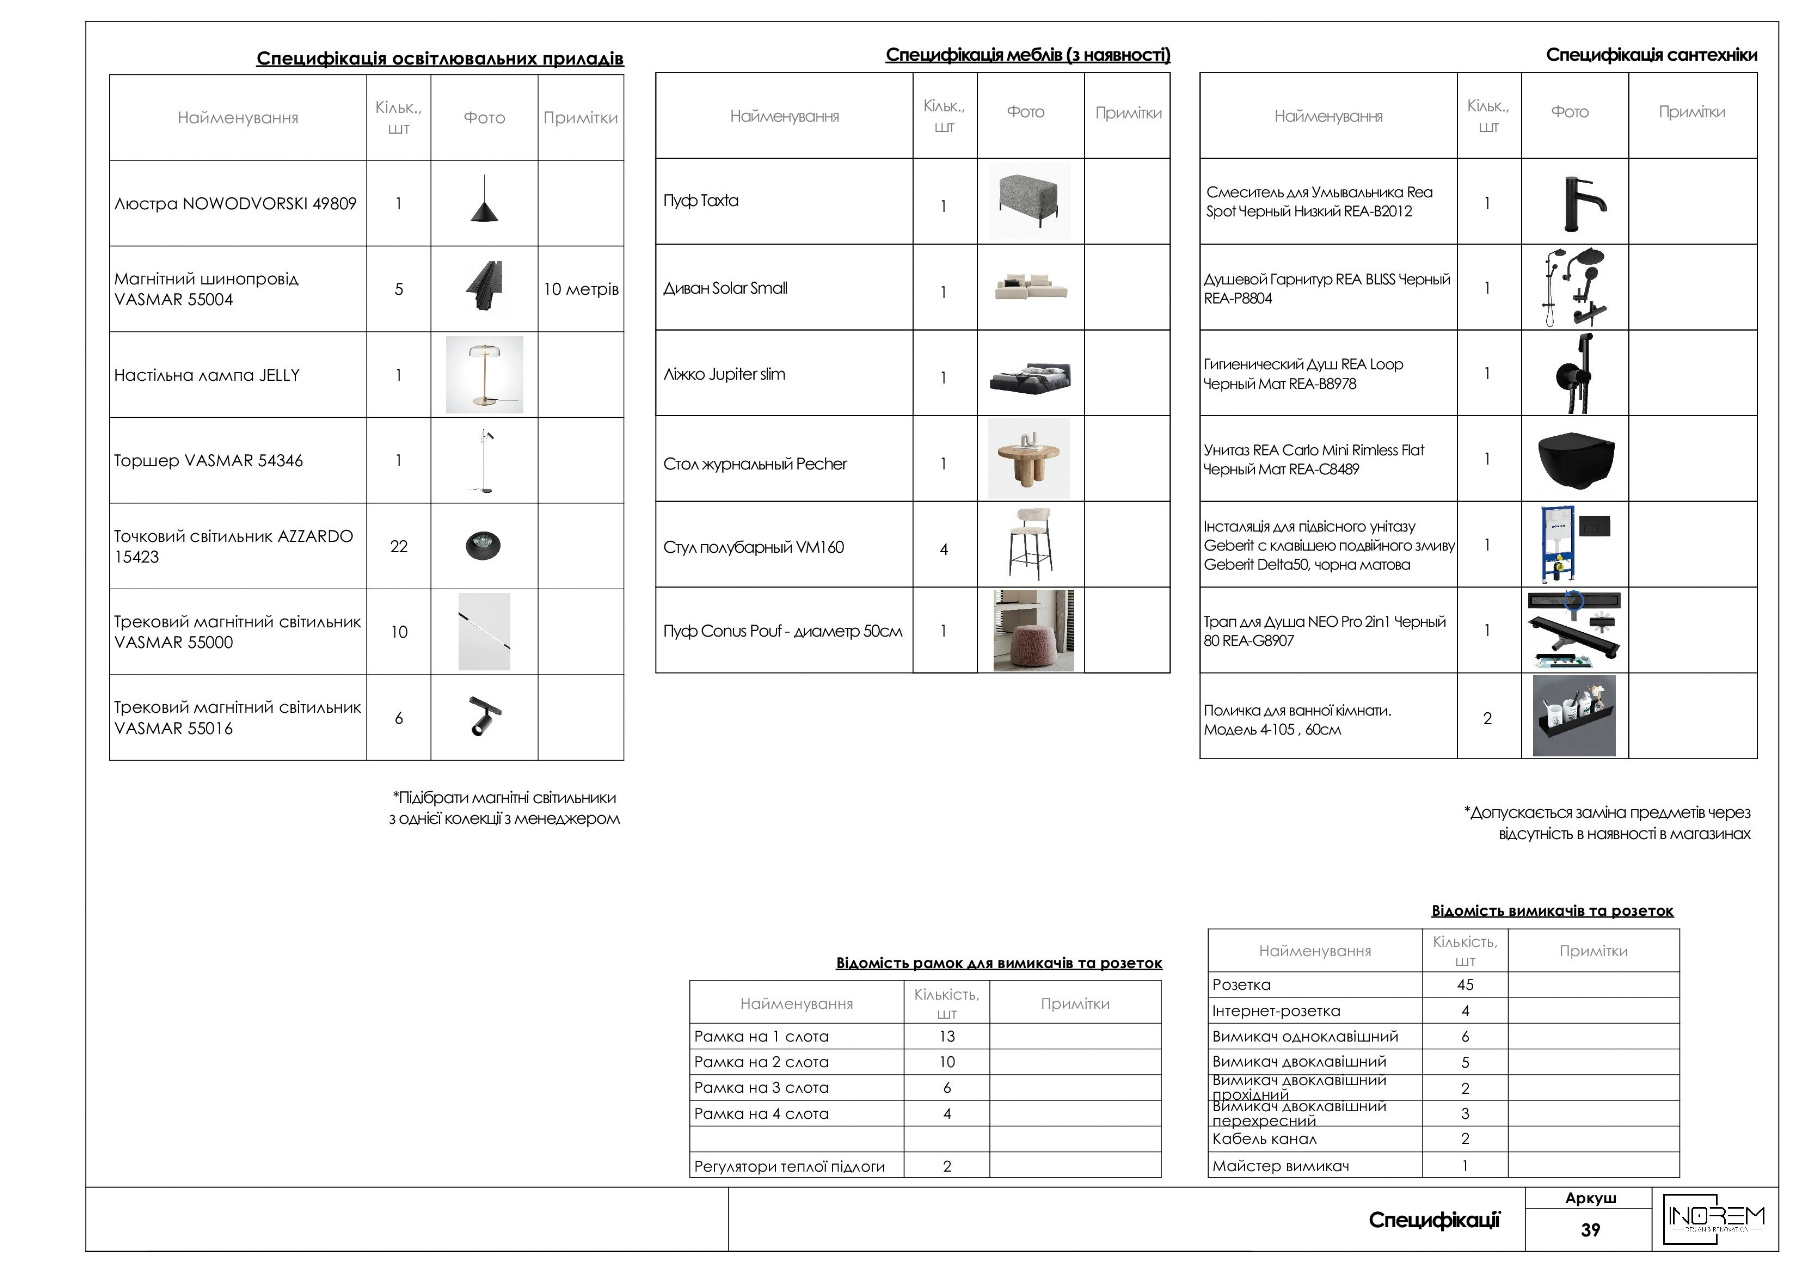 Специфікація освітлювальних приладів
Найменування
Кільк.,
шт
Фото
Примітки
Люстра NOWODVORSKI 49809
1
Магнітний шинопровід
VASMAR 55004
5
10 метрів
Настільна лампа JELLY
1
Торшер VASMAR 54346
1
Точковий світильник AZZARDO
15423
22
Трековий магнітний світильник
VASMAR 55000
10
Трековий магнітний світильник
VASMAR 55016
6
*Підібрати магнітні світильники
з однієї колекції з менеджером
Специфікація меблів (з наявності)
Найменування
Кільк.,
шт
Фото
Примітки
Пуф Taxta
1
Диван Solar Small
1
Ліжко Jupiter slim
1
Стол журнальный Pecher
1
Стул полубарный VM160
4
Пуф Conus Pouf - диаметр 50см
1
Специфікація сантехніки
Найменування
Кільк.,
шт
Фото
Примітки
Смеситель для Умывальника Rea
Spot Черный Низкий REA-B2012
1
Душевой Гарнитур REA BLISS Черный
REA-P8804
1
Гигиенический Душ REA Loop
Черный Мат REA-B8978
1
Унитаз REA Carlo Mini Rimless Flat
Черный Мат REA-C8489
1
Інсталяція для підвісного унітазу
Geberit с клавішею подвійного змиву
Geberit Delta50, чорна матова
1
Трап для Душа NEO Pro 2in1 Черный
80 REA-G8907
1
Поличка для ванної кімнати.
Модель 4-105 , 60см
2
*Допускається заміна предметів через
відсутність в наявності в магазинах
Відомість рамок для вимикачів та розеток
Найменування
Кількість,
шт
Примітки
Рамка на 1 слота
13
Рамка на 2 слота
10
Рамка на 3 слота
6
Рамка на 4 слота
4
Регулятори теплої підлоги
2
Відомість вимикачів та розеток
Найменування
Кількість,
шт
Примітки
Розетка
45
Інтернет-розетка
4
Вимикач одноклавішний
6
Вимикач двоклавішний
5
Вимикач двоклавішний
прохідний
2
Вимикач двоклавішний
перехресний
3
Кабель канал
2
Майстер вимикач
1
Специфікації
Аркуш
39
INOREM
DESIGN & RENOVATION